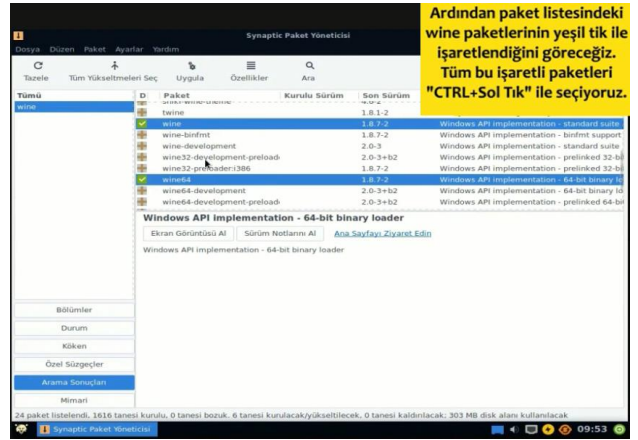 Ardından paket listesindeki
wine paketlerinin yeşil tik ile
işaretlendiğini göreceğiz.
Tüm bu işaretli paketleri
"CTRL+Sol Tık" ile seçiyoruz.
Synaptic Paket Yöneticisi
Dosya Düzen Paket Ayarlar Yardım
Tazele Tüm Yükseltmeleri Seç Uygula Özellikler Ara
Tümü D Paket Kurulu Sürüm Son Sürüm
wine
twine 1.8.1-2
wine 1.8.7-2 Windows API implementation - standard suite
wine-binfmt 1.8.7-2 Windows API implementation - binfmt support
wine-development 2.0-3 Windows API implementation - standard suite
wine32-development-preload 2.0-3+b2 Windows API implementation - prelinked 32-bi
wine32-preloader:i386 1.8.7-2 Windows API implementation - prelinked 32-bi
wine64 1.8.7-2 Windows API implementation - 64-bit binary lo
wine64-development 2.0-3+b2 Windows API implementation - 64-bit binary lo
wine64-development-preload 2.0-3+b2 Windows API implementation - prelinked 64-bi
Windows API implementation - 64-bit binary loader
Ekran Görüntüsü Al Sürüm Notlarını Al Ana Sayfayı Ziyaret Edin
Windows API implementation - 64-bit binary loader
Bölümler
Durum
Köken
Özel Süzgeçler
Arama Sonuçları
Mimari
24 paket listelendi, 1616 tanesi kurulu, 0 tanesi bozuk. 6 tanesi kurulacak/yükseltilecek, 0 tanesi kaldırılacak; 303 MB disk alanı kullanılacak
Synaptic Paket Yöneticisi 09:53